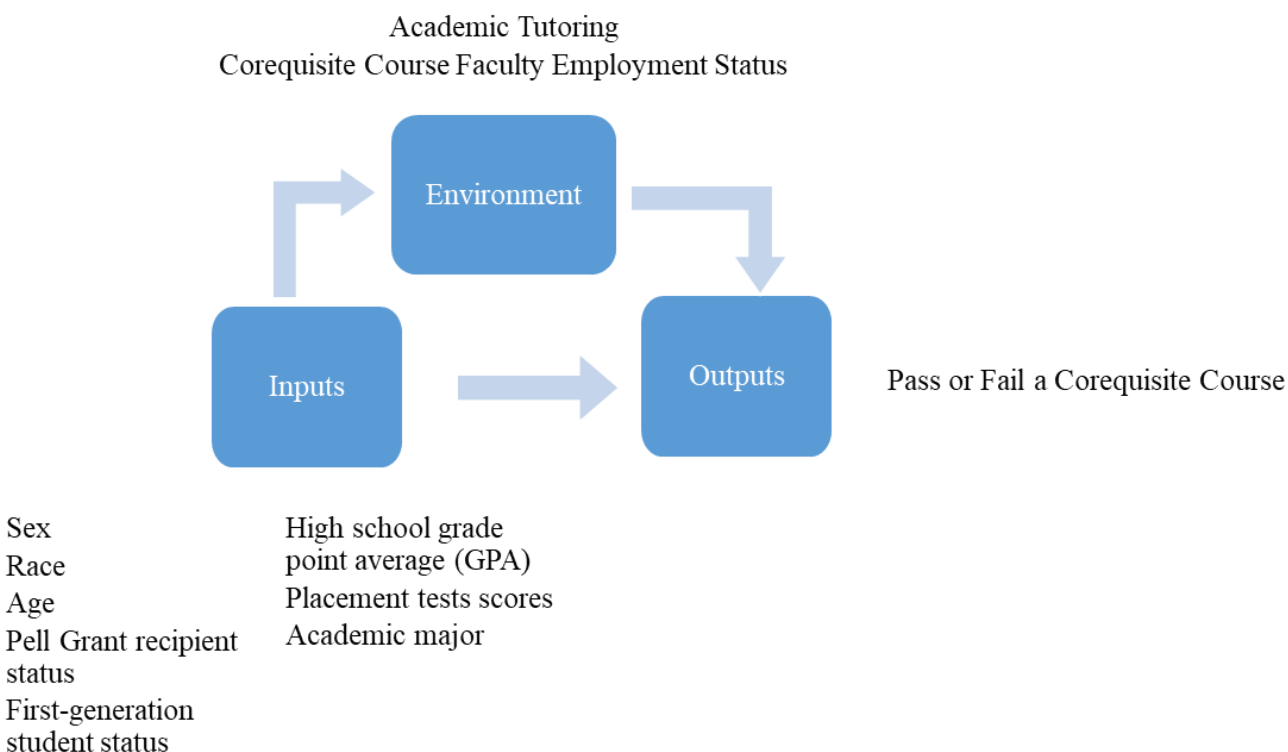 Academic Tutoring
Corequisite Course Faculty Employment Status
Environment
Inputs
Outputs
Pass or Fail a Corequisite Course
Sex
Race
Age
Pell Grant recipient
status
First-generation
student status
High school grade
point average (GPA)
Placement tests scores
Academic major